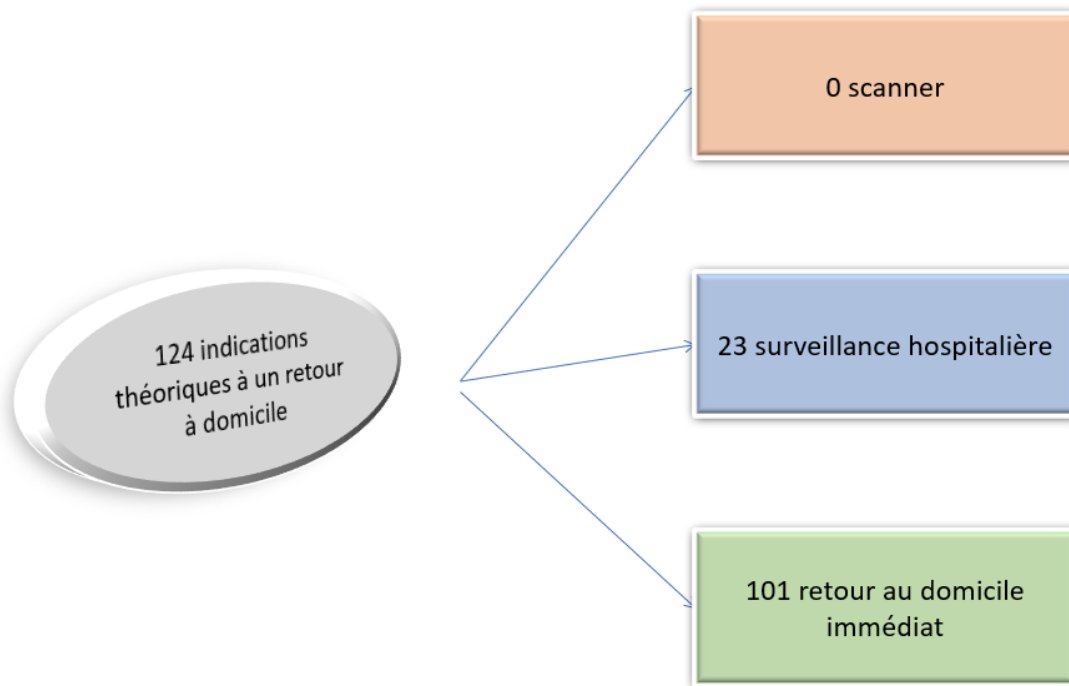 124 indications
théoriques à un retour
à domicile
0 scanner
23 surveillance hospitalière
101 retour au domicile
immédiat